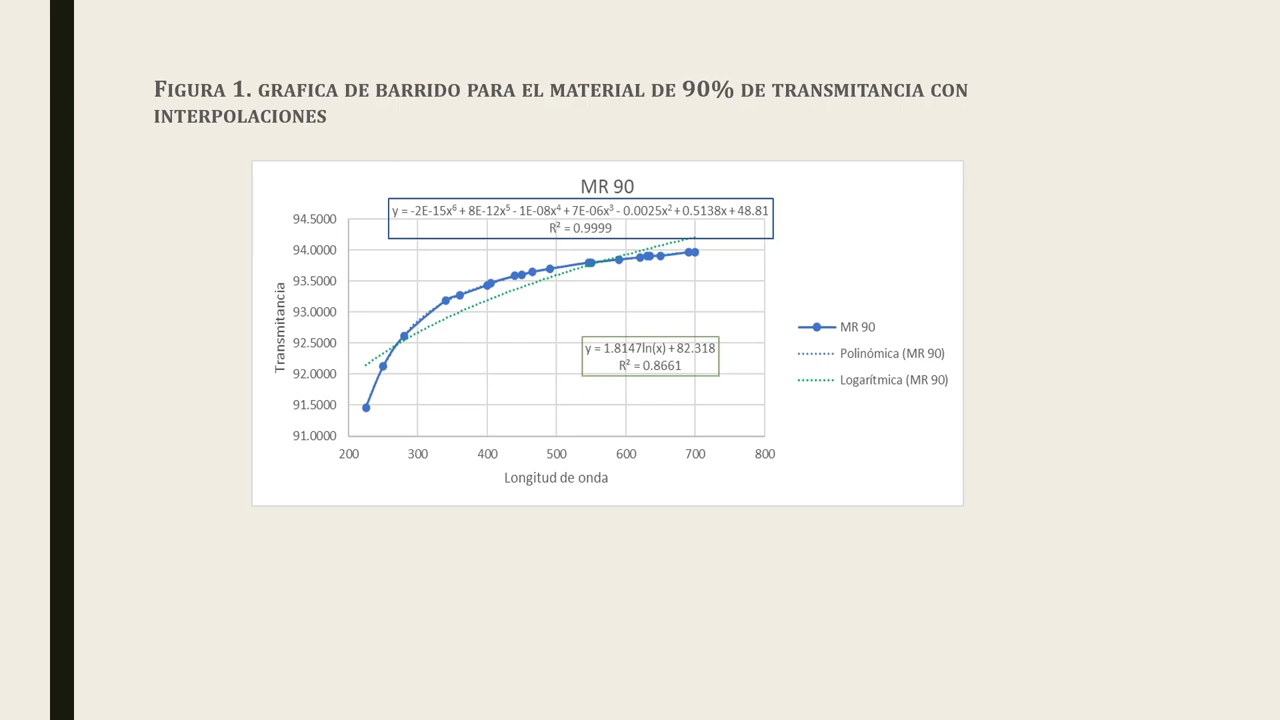 FIGURA 1. GRAFICA DE BARRIDO PARA EL MATERIAL DE 90% DE TRANSMITANCIA CON
INTERPOLACIONES
MR 90
y = -2E-15x⁶ + 8E-12x⁵ - 1E-08x⁴ + 7E-06x³ - 0.0025x² + 0.5138x + 48.81
R² = 0.9999
94.5000
94.0000
93.5000
93.0000
92.5000
92.0000
91.5000
91.0000
Transmitancia
y = 1.8147ln(x) + 82.318
R² = 0.8661
200 300 400 500 600 700 800
Longitud de onda
MR 90
Polinómica (MR 90)
Logarítmica (MR 90)